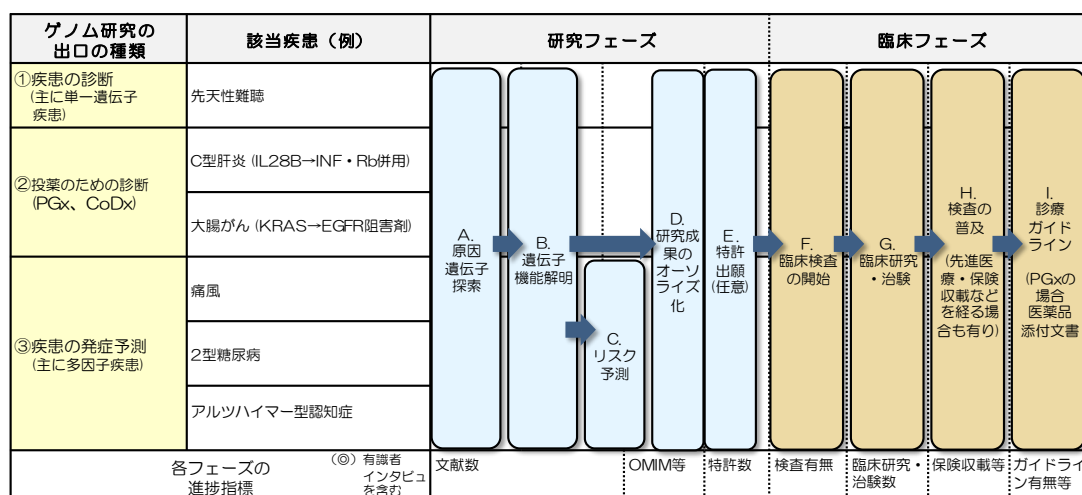 ゲノム研究の
出口の種類
該当疾患（例）
研究フェーズ
臨床フェーズ
①疾患の診断
(主に単一遺伝子
疾患)
先天性難聴
②投薬のための診断
(PGx、CoDx)
C型肝炎 (IL28B→INF・Rb併用)
大腸がん (KRAS→EGFR阻害剤)
③疾患の発症予測
(主に多因子疾患)
痛風
2型糖尿病
アルツハイマー型認知症
A.
原因
遺伝子
探索
B.
遺伝子
機能解明
C.
リスク
予測
D.
研究成
果の
オーソ
ライズ
化
E.
特許
出願
(任意)
F.
臨床検査
の開始
G.
臨床研究
・治験
H.
検査の
普及
(先進医
療・保険
収載など
を経る場
合も有り)
I.
診療
ガイド
ライン
(PGxの
場合
医薬品
添付文書
各フェーズの
進捗指標
(◎) 有識者
インタビュ
を含む
文献数
OMIM等
特許数
検査有無
臨床研究・
治験数
保険収載等
ガイドライ
ン有無等